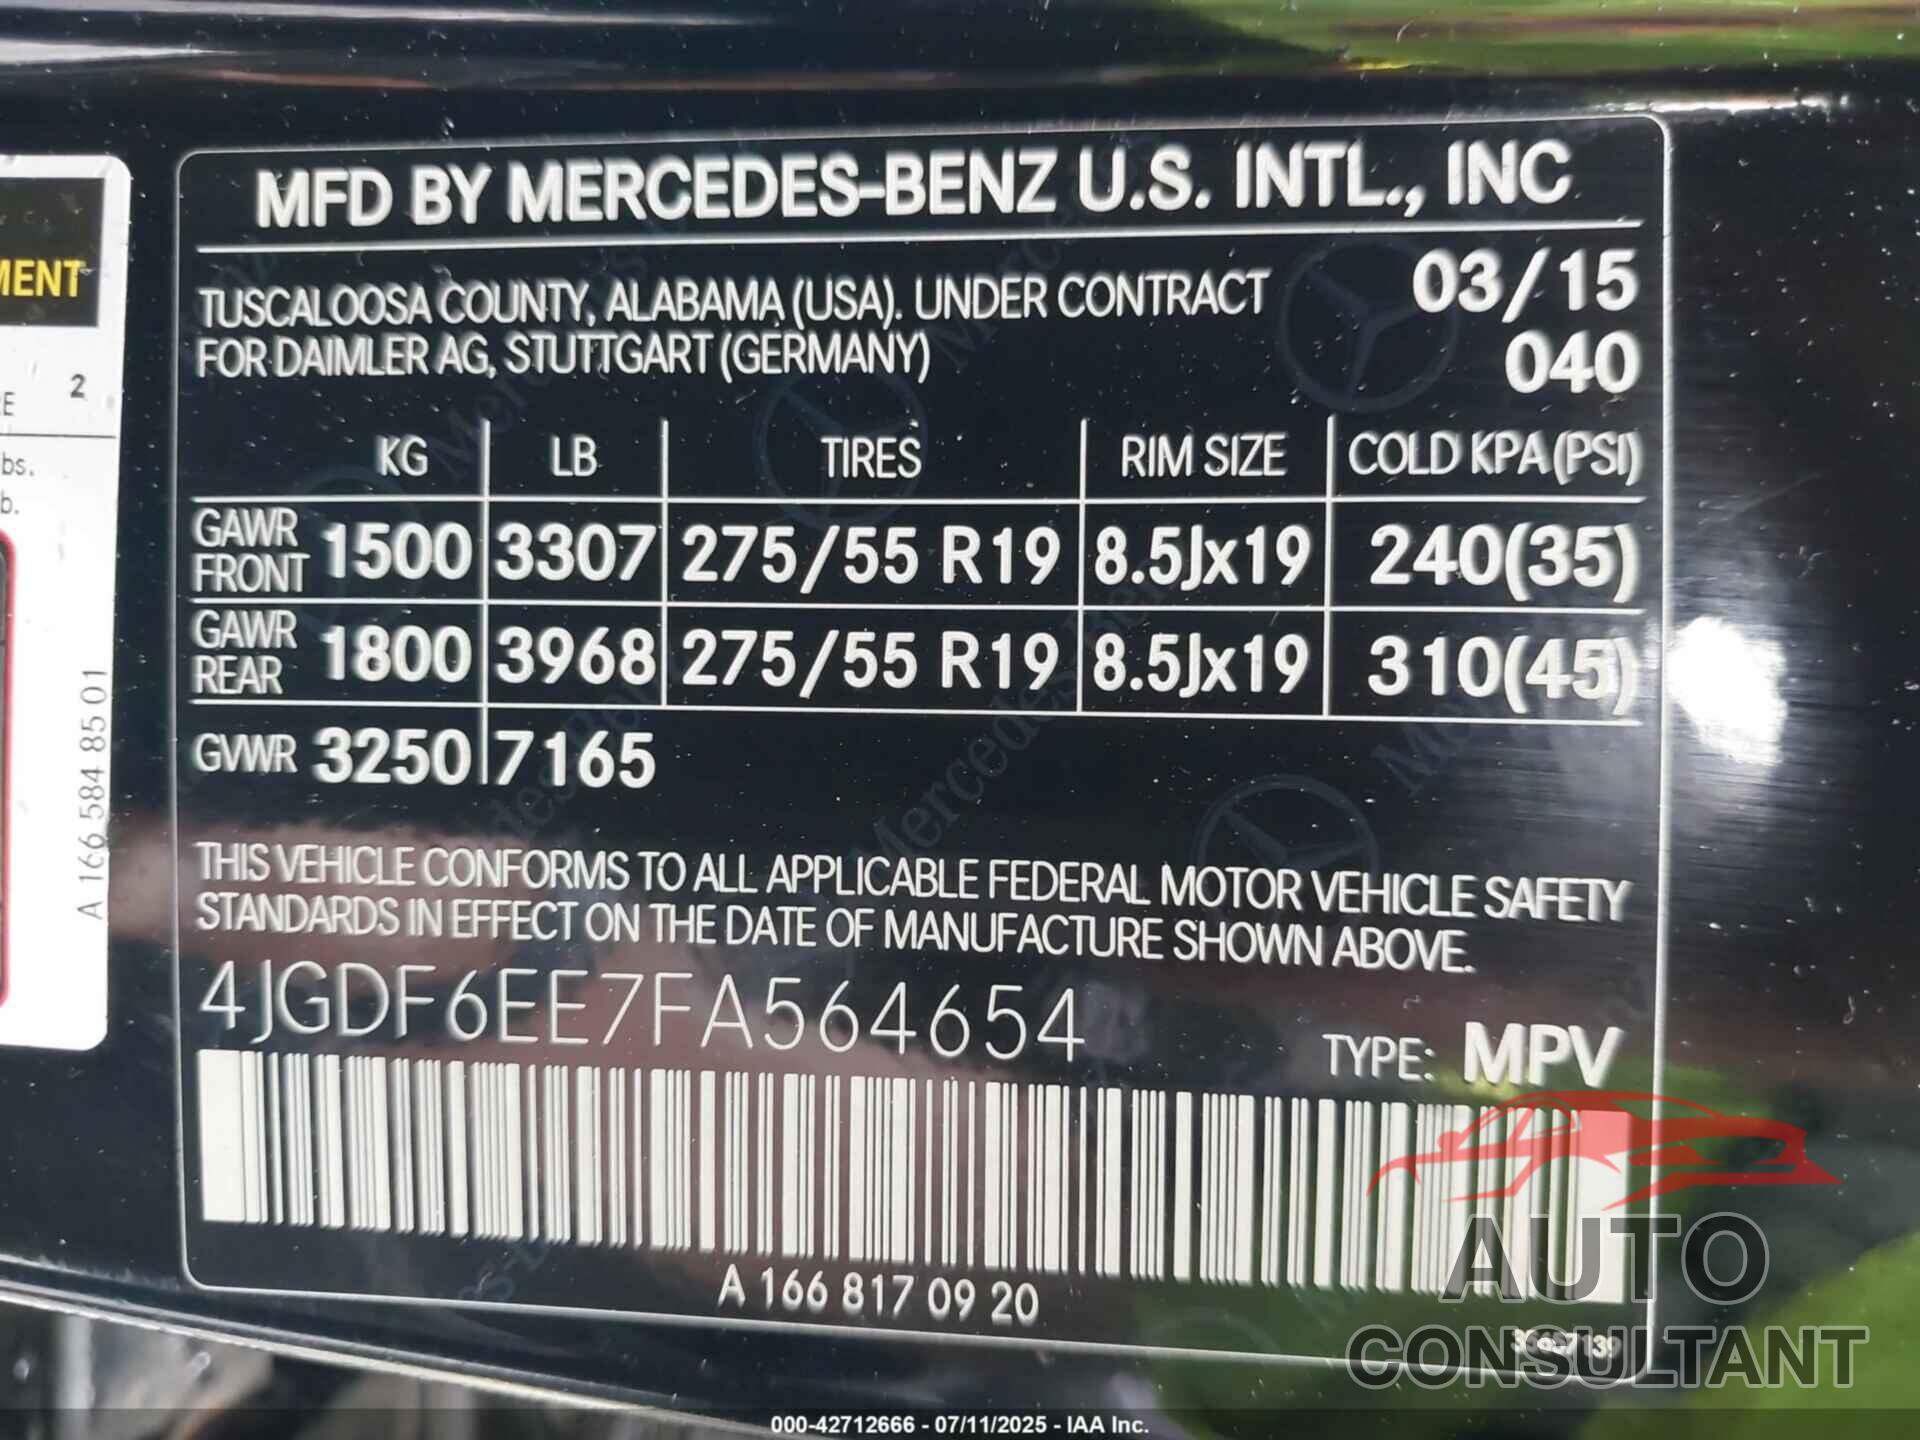 MFD BY MERCEDES-BENZ U.S. INTL., INC
TUSCALOOSA COUNTY, ALABAMA (USA). UNDER CONTRACT 03/15
FOR DAIMLER AG, STUTTGART (GERMANY) 040
KG LB TIRES RIM SIZE COLD KPA (PSI)
GAWR FRONT 1500 3307 275/55 R19 8.5Jx19 240(35)
GAWR REAR 1800 3968 275/55 R19 8.5Jx19 310(45)
GVWR 3250 7165
THIS VEHICLE CONFORMS TO ALL APPLICABLE FEDERAL MOTOR VEHICLE SAFETY
STANDARDS IN EFFECT ON THE DATE OF MANUFACTURE SHOWN ABOVE.
4JGDF6EE7FA564654
TYPE: MPV
A 166 817 09 20
MENT
2
bs.
b.
A 166 584 85 01
AUTO
CONSULTANT
000-42712666 - 07/11/2025 - IAA Inc.